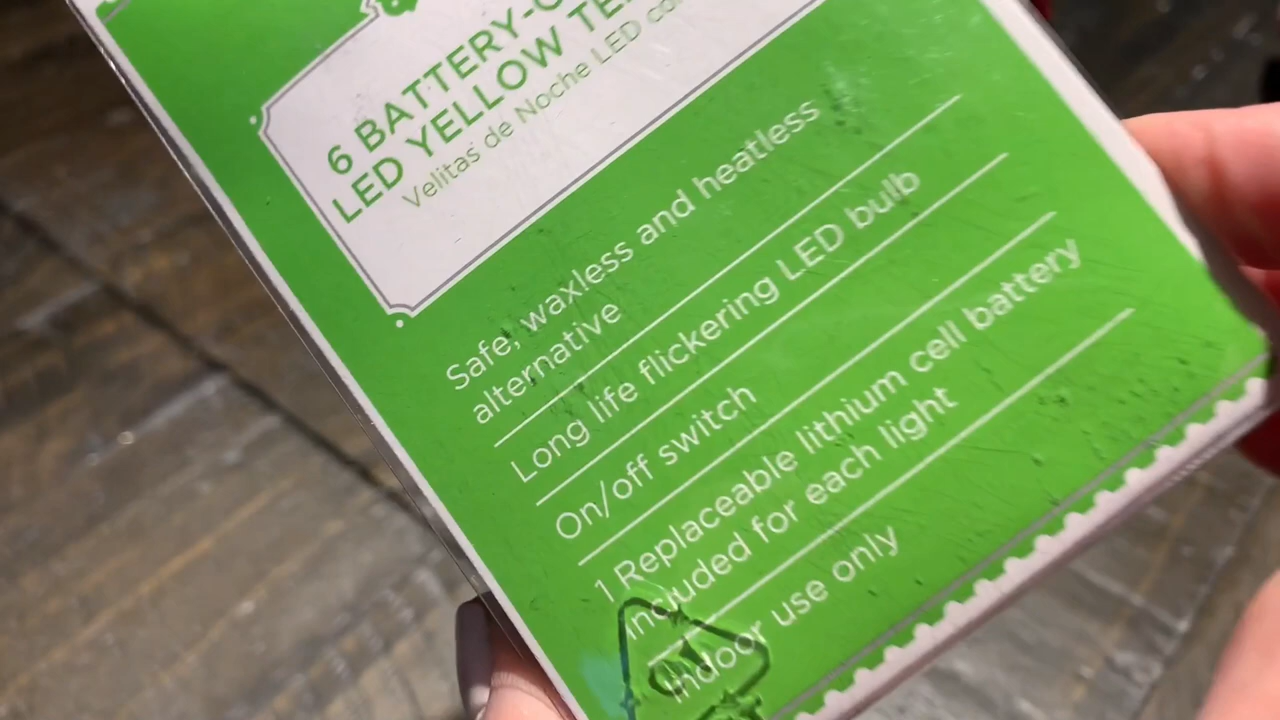 6 BATTERY-
LED YELLOW
Velitas de Noche LED
Safe, waxless and heatless
alternative
Long life flickering LED bulb
On/off switch
1 Replaceable lithium cell battery
included for each light
Indoor use only